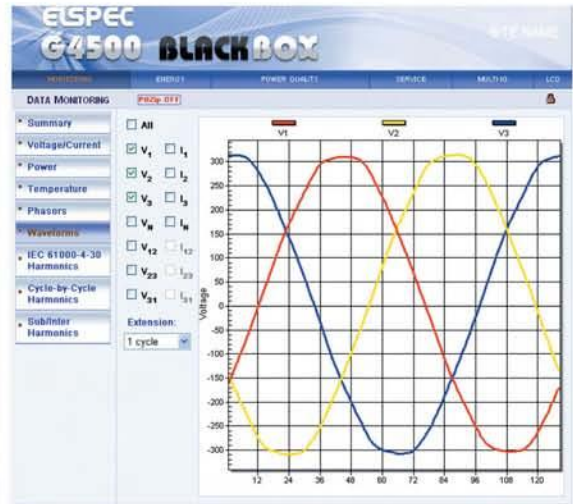 ELSPEC
G4500 BLACKBOX
SITE NAME
MONITORING ENERGY POWER QUALITY SERVICE MULTI IO LCD
DATA MONITORING PQZip OFF
Summary
Voltage/Current
Power
Temperature
Phasors
Waveforms
IEC 61000-4-30
Harmonics
Cycle-by-Cycle
Harmonics
Sub/Inter
Harmonics
All
V1 I1
V2 I2
V3 I3
VN IN
V12 I12
V23 I23
V31 I31
Extension:
1 cycle
V1 V2 V3
Voltage
300
250
200
150
100
50
0
-50
-100
-150
-200
-250
-300
12 24 36 48 60 72 84 96 108 120